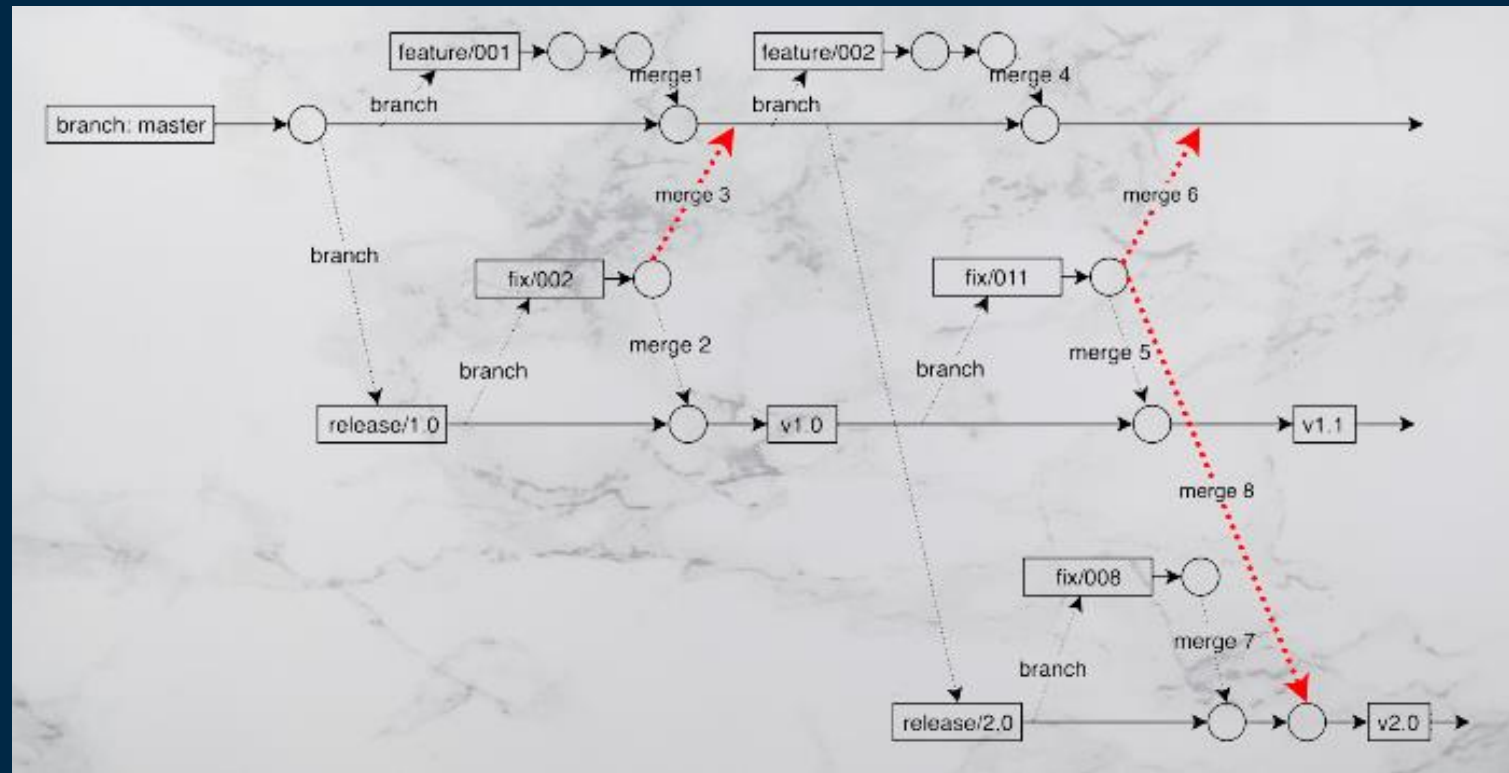 feature/001
feature/002
merge1
merge 4
branch
branch
branch: master
merge 3
merge 6
branch
fix/002
fix/011
merge 2
merge 5
branch
branch
release/1.0
v1.0
v1.1
merge 8
fix/008
merge 7
branch
release/2,0
v2.0